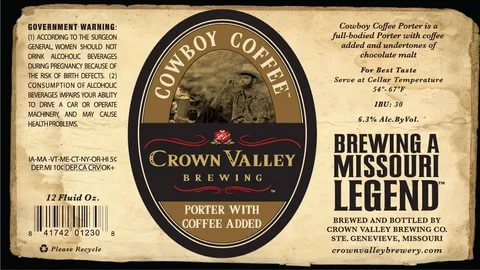 GOVERNMENT WARNING:
(1) ACCORDING TO THE SURGEON
GENERAL, WOMEN SHOULD NOT
DRINK ALCOHOLIC BEVERAGES
DURING PREGNANCY BECAUSE OF
THE RISK OF BIRTH DEFECTS. (2)
CONSUMPTION OF ALCOHOLIC
BEVERAGES IMPAIRS YOUR ABILITY
TO DRIVE A CAR OR OPERATE
MACHINERY, AND MAY CAUSE
HEALTH PROBLEMS.
IA-MA-VT-ME-CT-NY-OR-HI 5¢
DEP.MI 10¢ DEP.CA CRV OK+
12 Fluid Oz.
8 41742 01230 8
Please Recycle
COWBOY COFFEE™
CROWN VALLEY
BREWING™
PORTER WITH
COFFEE ADDED
Cowboy Coffee Porter is a
full-bodied Porter with coffee
added and undertones of
chocolate malt
For Best Taste
Serve at Cellar Temperature
54°-67°F
IBU: 30
6.3% Alc.ByVol.
BREWING A
MISSOURI
LEGEND™
BREWED AND BOTTLED BY
CROWN VALLEY BREWING CO.
STE. GENEVIEVE, MISSOURI
crownvalleybrewery.com